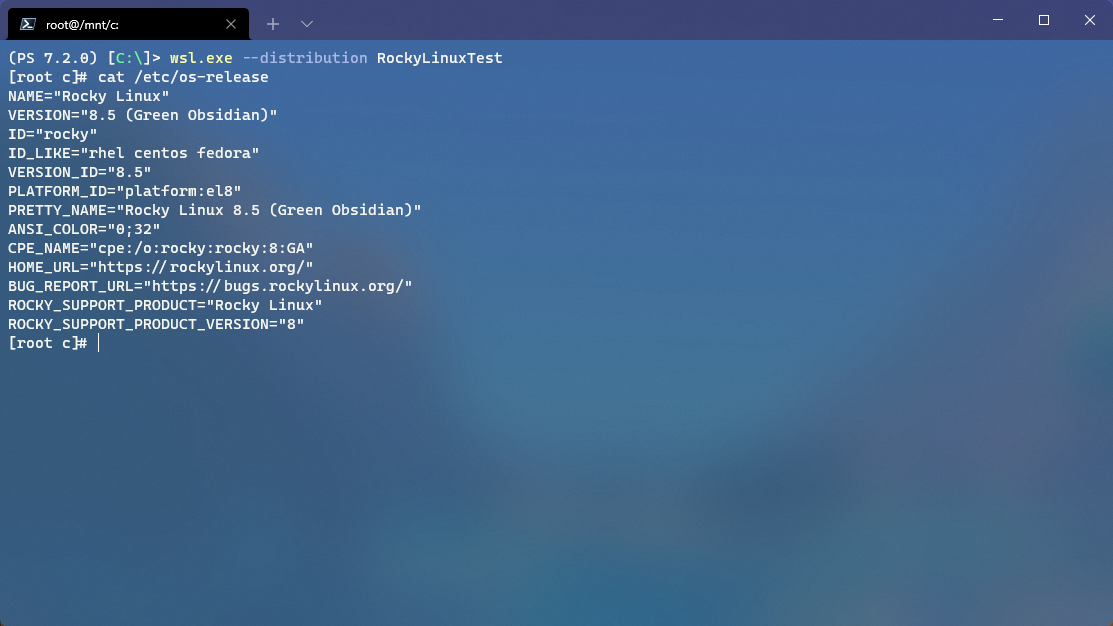 root@/mnt/c:
(PS 7.2.0) [C:\]> wsl.exe --distribution RockyLinuxTest
[root c]# cat /etc/os-release
NAME="Rocky Linux"
VERSION="8.5 (Green Obsidian)"
ID="rocky"
ID_LIKE="rhel centos fedora"
VERSION_ID="8.5"
PLATFORM_ID="platform:el8"
PRETTY_NAME="Rocky Linux 8.5 (Green Obsidian)"
ANSI_COLOR="0;32"
CPE_NAME="cpe:/o:rocky:rocky:8:GA"
HOME_URL="https://rockylinux.org/"
BUG_REPORT_URL="https://bugs.rockylinux.org/"
ROCKY_SUPPORT_PRODUCT="Rocky Linux"
ROCKY_SUPPORT_PRODUCT_VERSION="8"
[root c]#